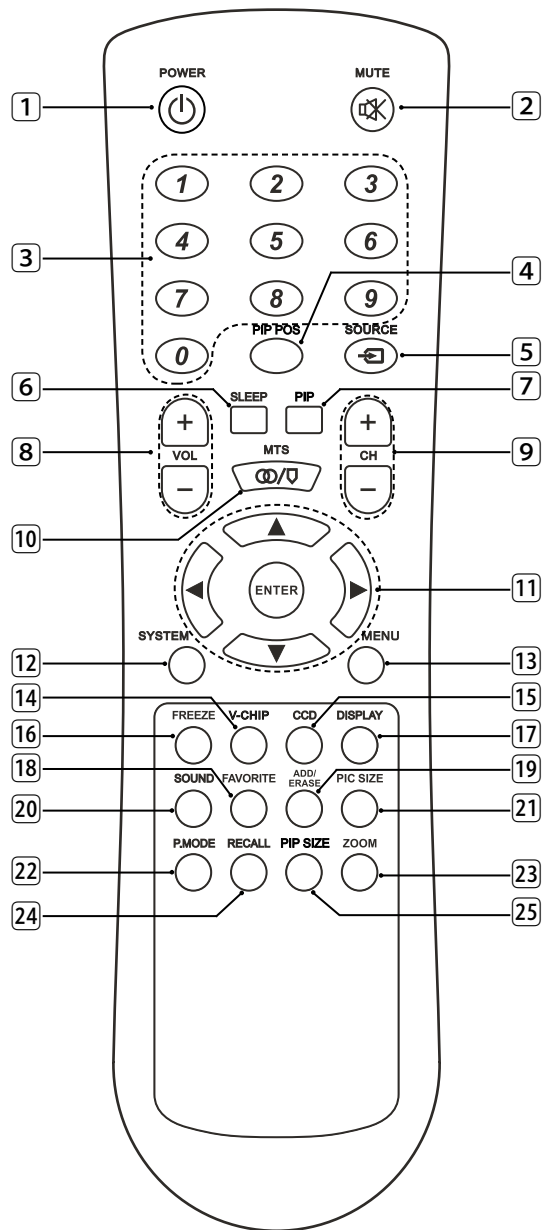 POWER MUTE
1 2
1 2 3
4 5 6
3
4
7 8 9
PIP POS SOURCE
0
5
6 SLEEP PIP 7
+ +
8 VOL MTS CH 9
− −
10
ENTER 11
SYSTEM MENU
12 13
14 15
FREEZE V-CHIP CCD DISPLAY
16 17
18 19
SOUND FAVORITE ADD/
ERASE PIC SIZE
20 21
P.MODE RECALL PIP SIZE ZOOM
22 23
24 25